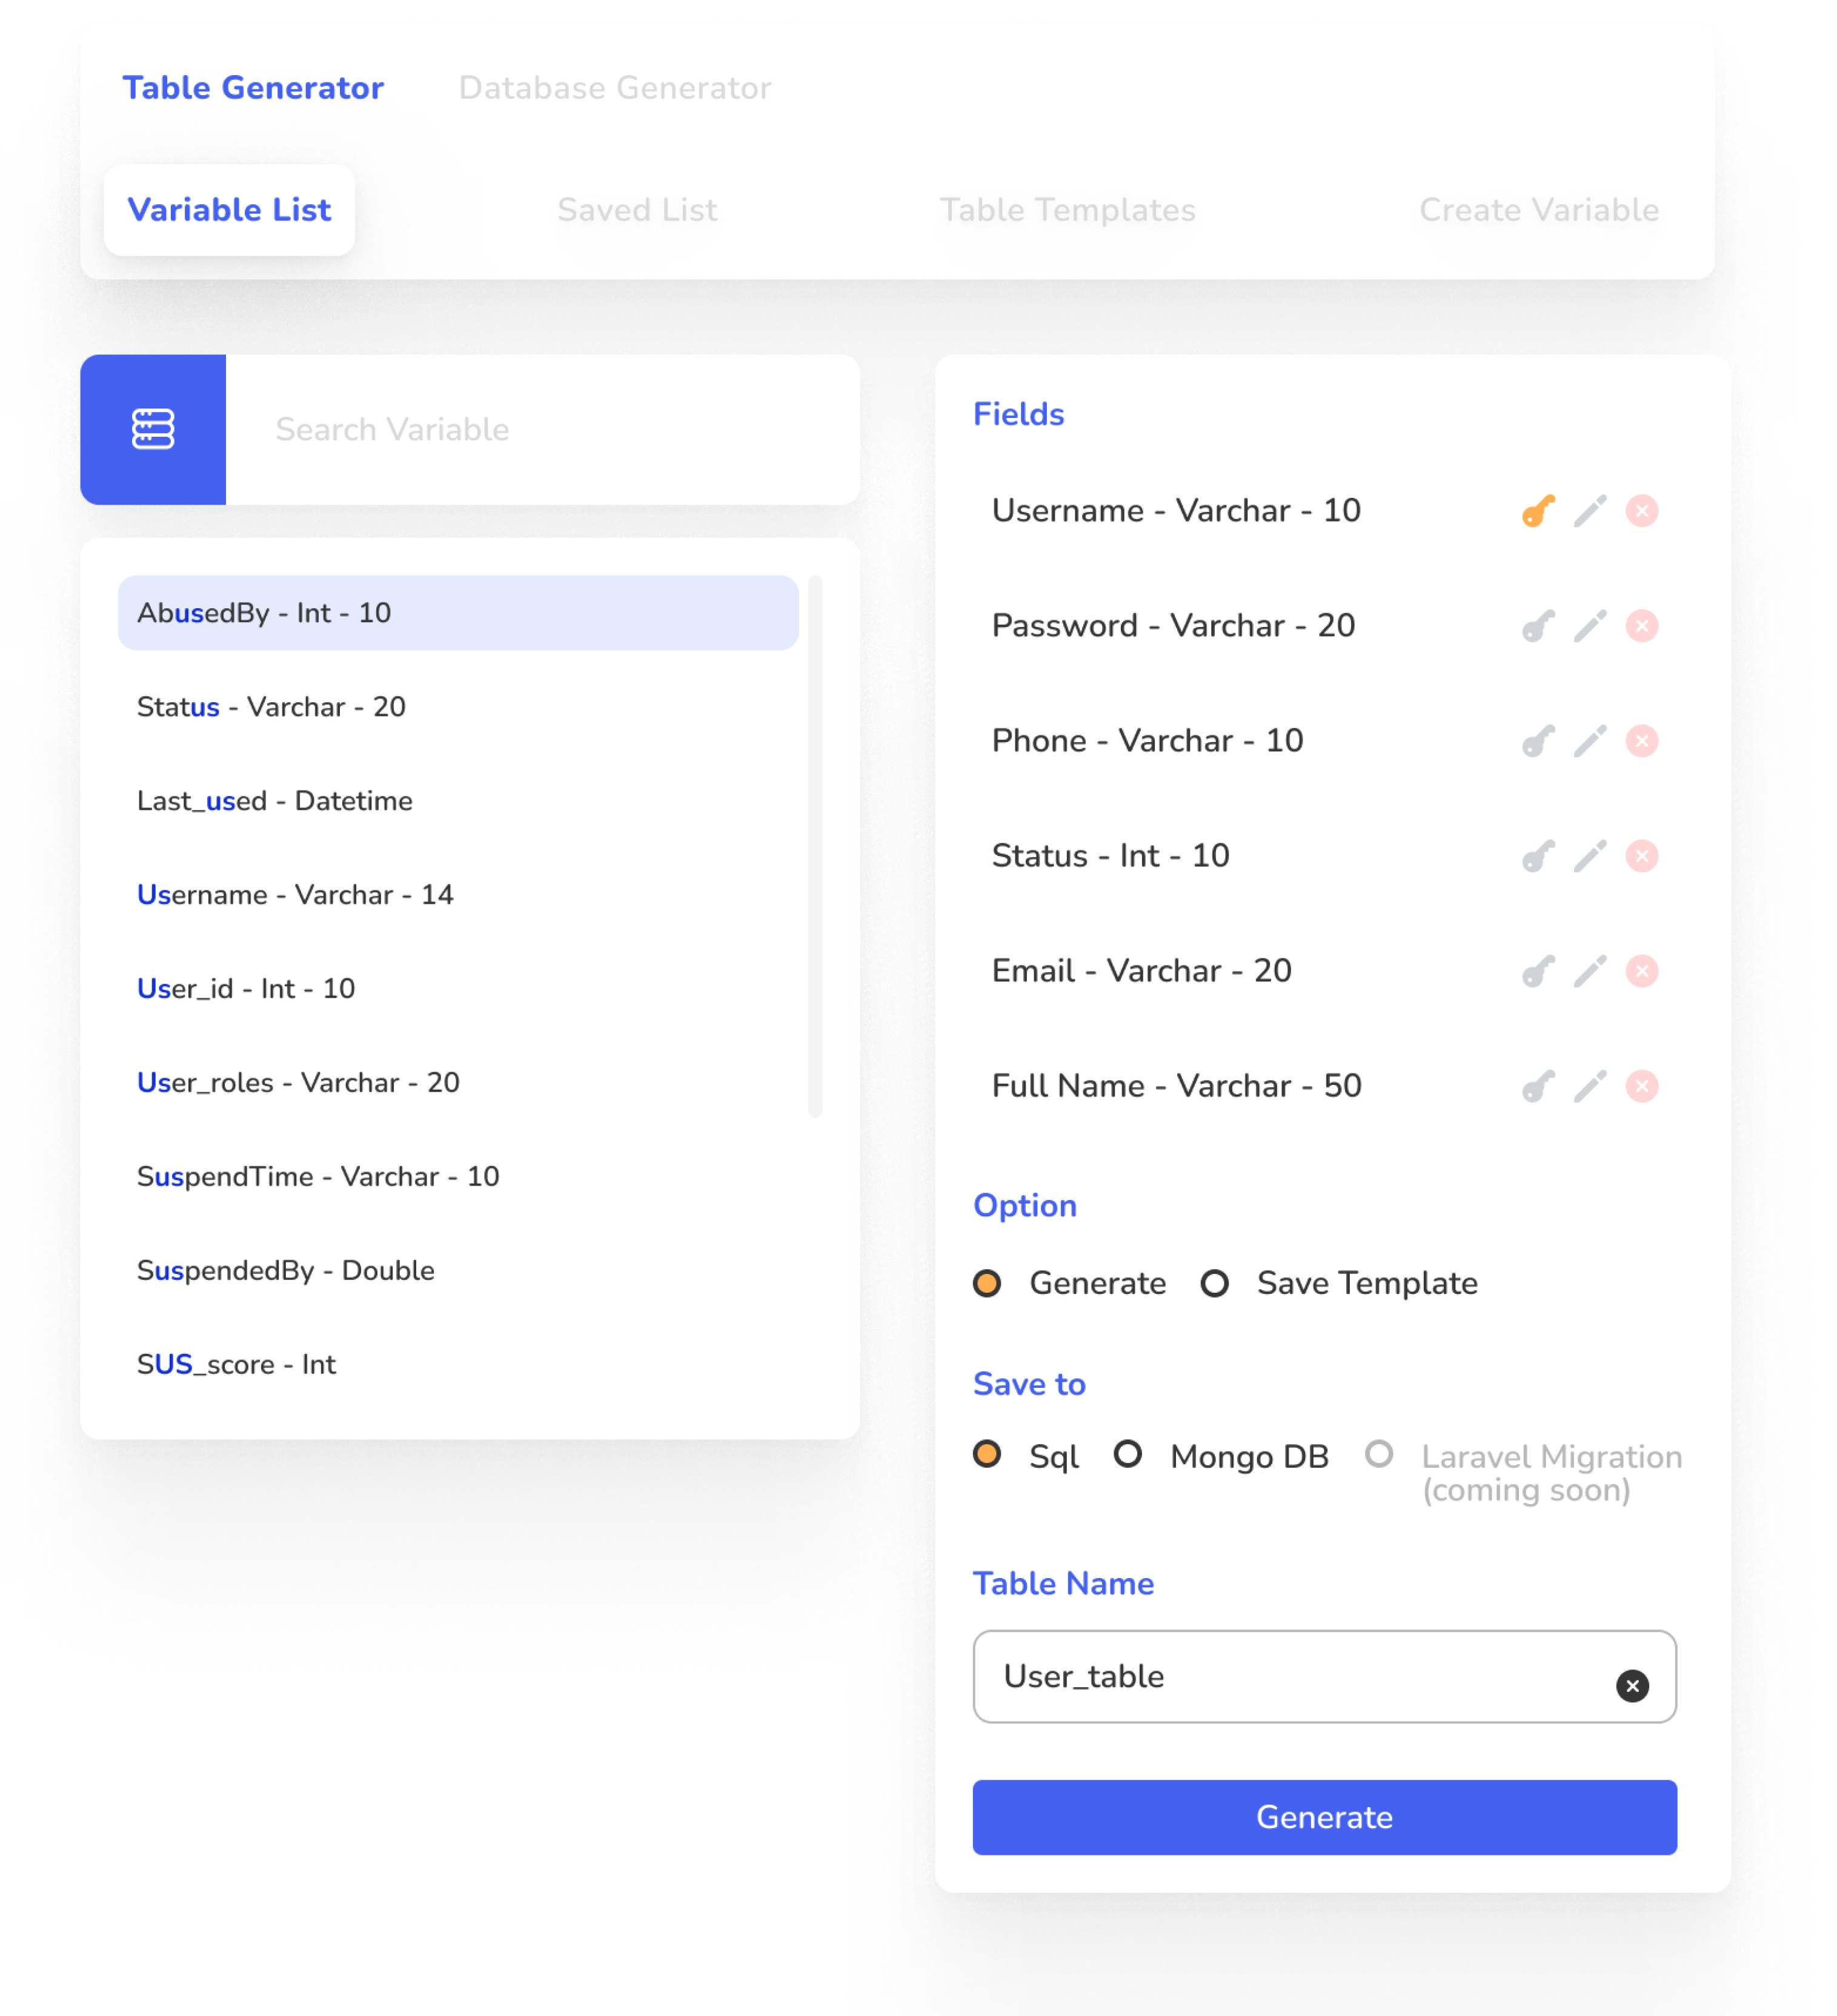 Table Generator
Database Generator
Variable List
Saved List
Table Templates
Create Variable
Search Variable
AbusedBy - Int - 10
Status - Varchar - 20
Last_used - Datetime
Username - Varchar - 14
User_id - Int - 10
User_roles - Varchar - 20
SuspendTime - Varchar - 10
SuspendedBy - Double
SUS_score - Int
Fields
Username - Varchar - 10
Password - Varchar - 20
Phone - Varchar - 10
Status - Int - 10
Email - Varchar - 20
Full Name - Varchar - 50
Option
Generate
Save Template
Save to
Sql
Mongo DB
Laravel Migration
(coming soon)
Table Name
User_table
Generate